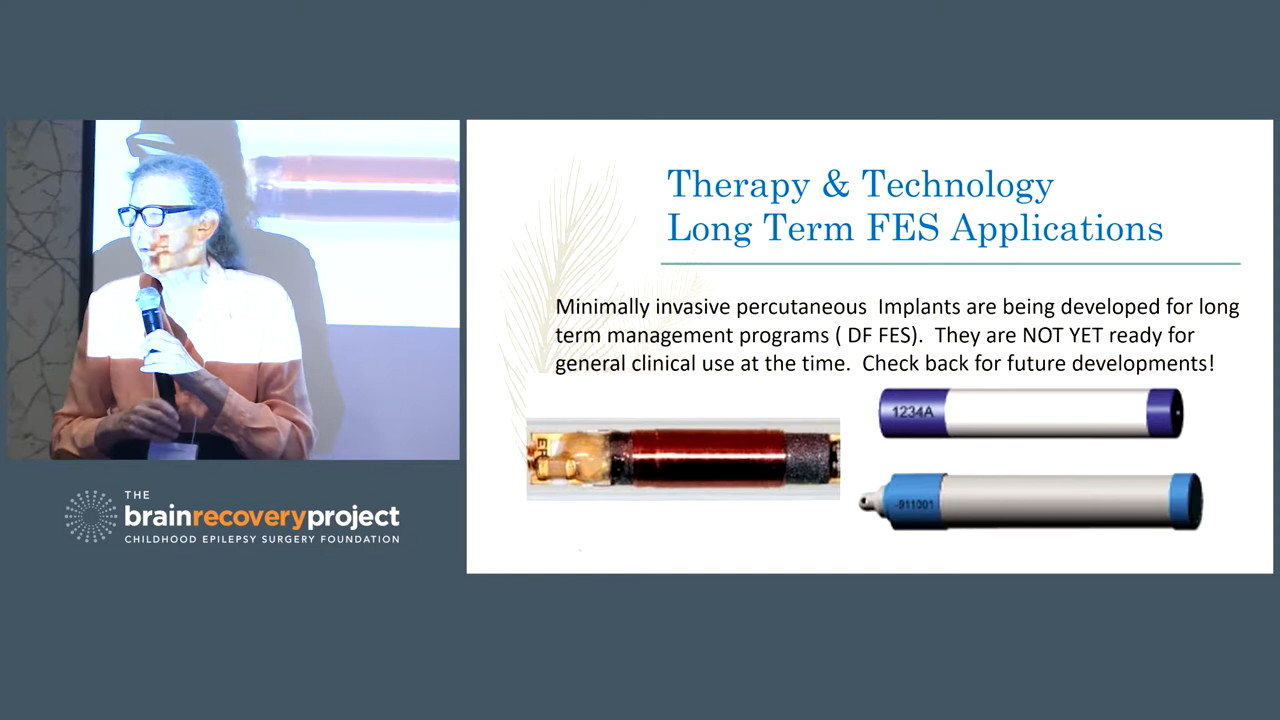 Therapy & Technology
Long Term FES Applications
Minimally invasive percutaneous Implants are being developed for long
term management programs ( DF FES). They are NOT YET ready for
general clinical use at the time. Check back for future developments!
1234A
-911001
THE
brainrecoveryproject
CHILDHOOD EPILEPSY SURGERY FOUNDATION